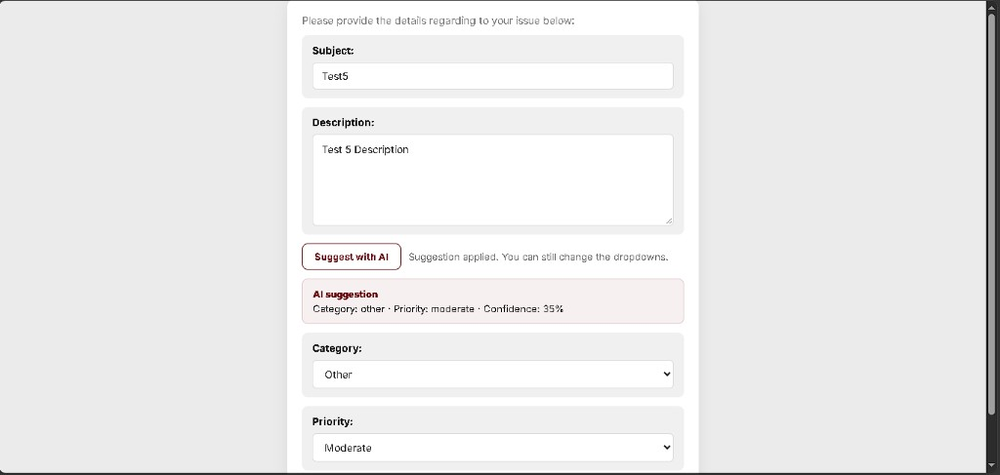 Please provide the details regarding to your issue below:
Subject:
Test5
Description:
Test 5 Description
Suggest with AI Suggestion applied. You can still change the dropdowns.
AI suggestion
Category: other · Priority: moderate · Confidence: 35%
Category:
Other
Priority:
Moderate